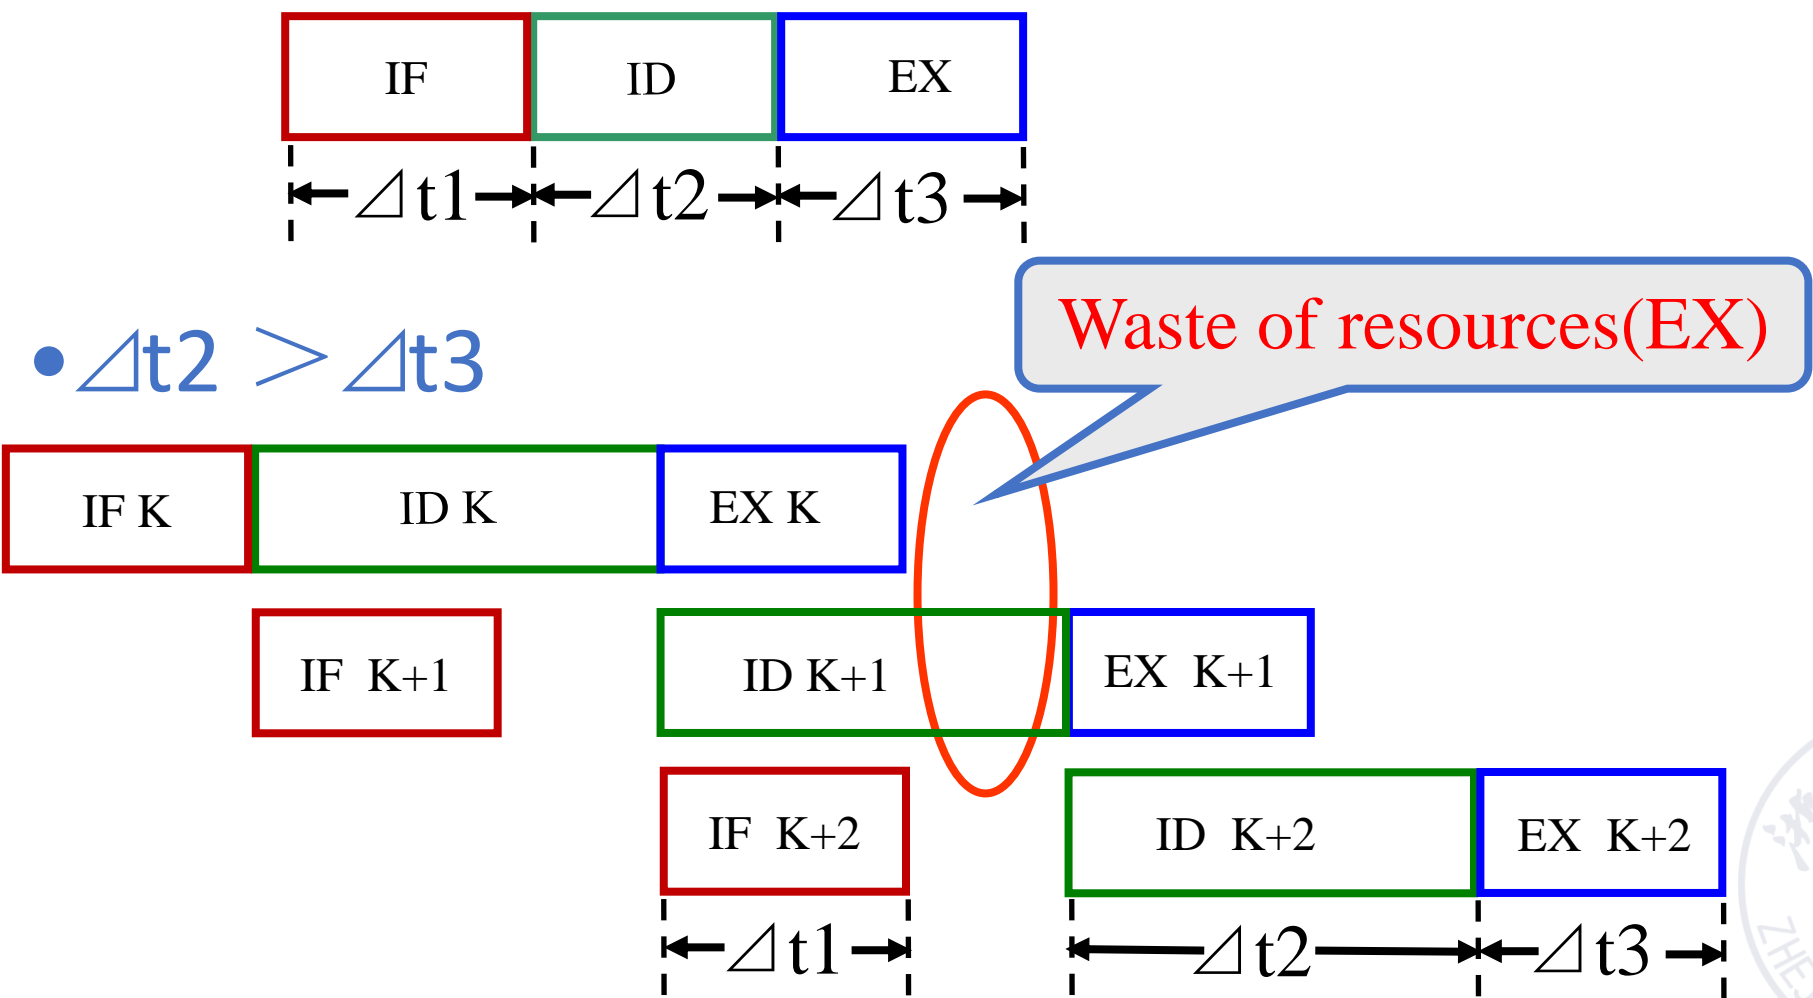 IF ID EX
⊿t1 ⊿t2 ⊿t3
Waste of resources(EX)
•⊿t2 ＞⊿t3
IF K ID K EX K
IF K+1 ID K+1 EX K+1
IF K+2 ID K+2 EX K+2
⊿t1 ⊿t2 ⊿t3